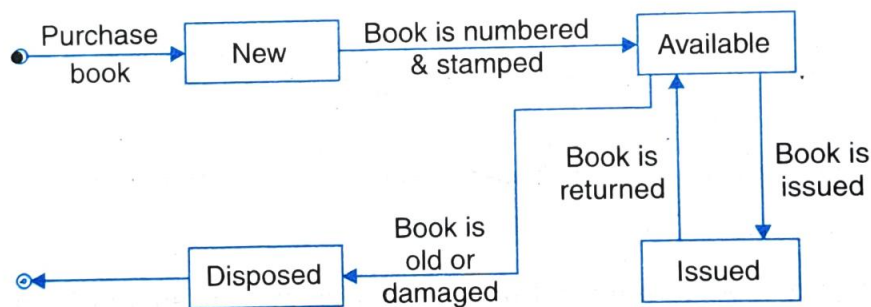 Purchase
book
New
Book is numbered
& stamped
Available
Book is
returned
Book is
issued
Book is
old or
damaged
Disposed
Issued